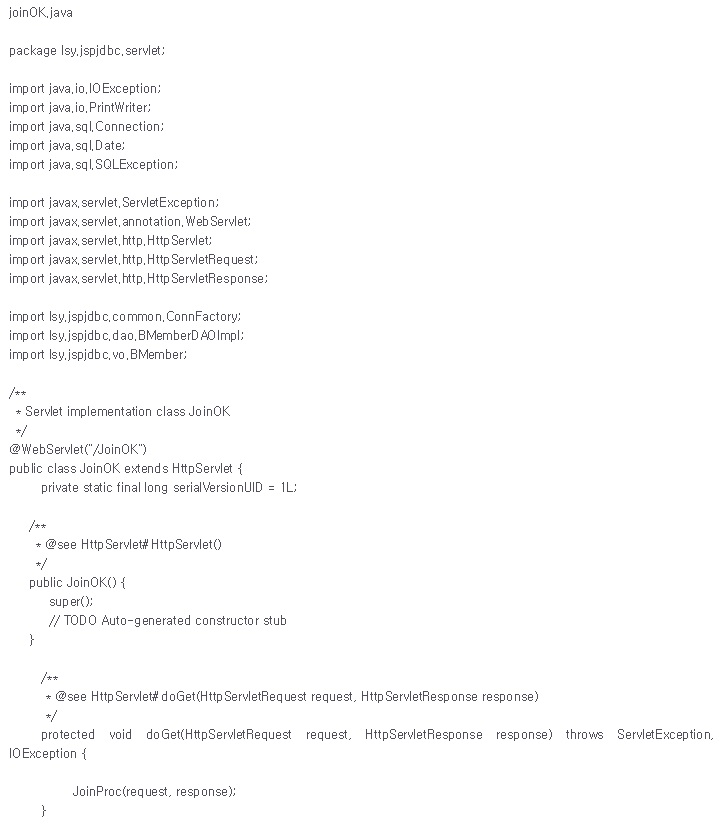 joinOK.java
package lsy.jspjdbc.servlet;
import java.io.IOException;
import java.io.PrintWriter;
import java.sql.Connection;
import java.sql.Date;
import java.sql.SQLException;
import javax.servlet.ServletException;
import javax.servlet.annotation.WebServlet;
import javax.servlet.http.HttpServlet;
import javax.servlet.http.HttpServletRequest;
import javax.servlet.http.HttpServletResponse;
import lsy.jspjdbc.common.ConnFactory;
import lsy.jspjdbc.dao.BMemberDAOImpl;
import lsy.jspjdbc.vo.BMember;
/**
* Servlet implementation class JoinOK
*/
@WebServlet("/JoinOK")
public class JoinOK extends HttpServlet {
private static final long serialVersionUID = 1L;
/**
* @see HttpServlet#HttpServlet()
*/
public JoinOK() {
super();
// TODO Auto-generated constructor stub
}
/**
* @see HttpServlet#doGet(HttpServletRequest request, HttpServletResponse response)
*/
protected void doGet(HttpServletRequest request, HttpServletResponse response) throws ServletException,
IOException {
JoinProc(request, response);
}